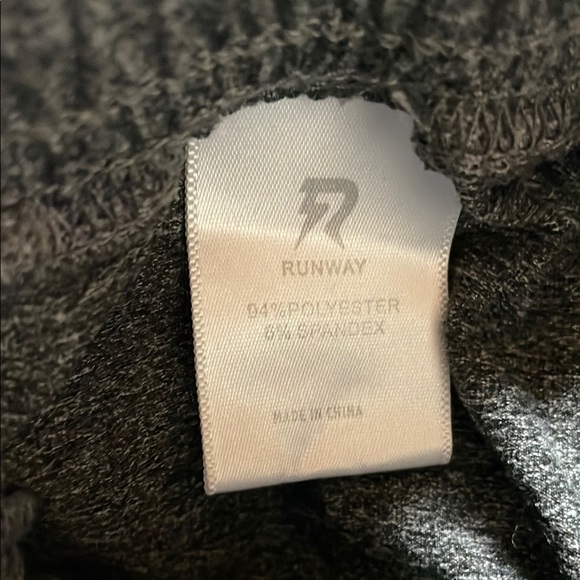 RUNWAY
94%POLYESTER
6% SPANDEX
MADE IN CHINA